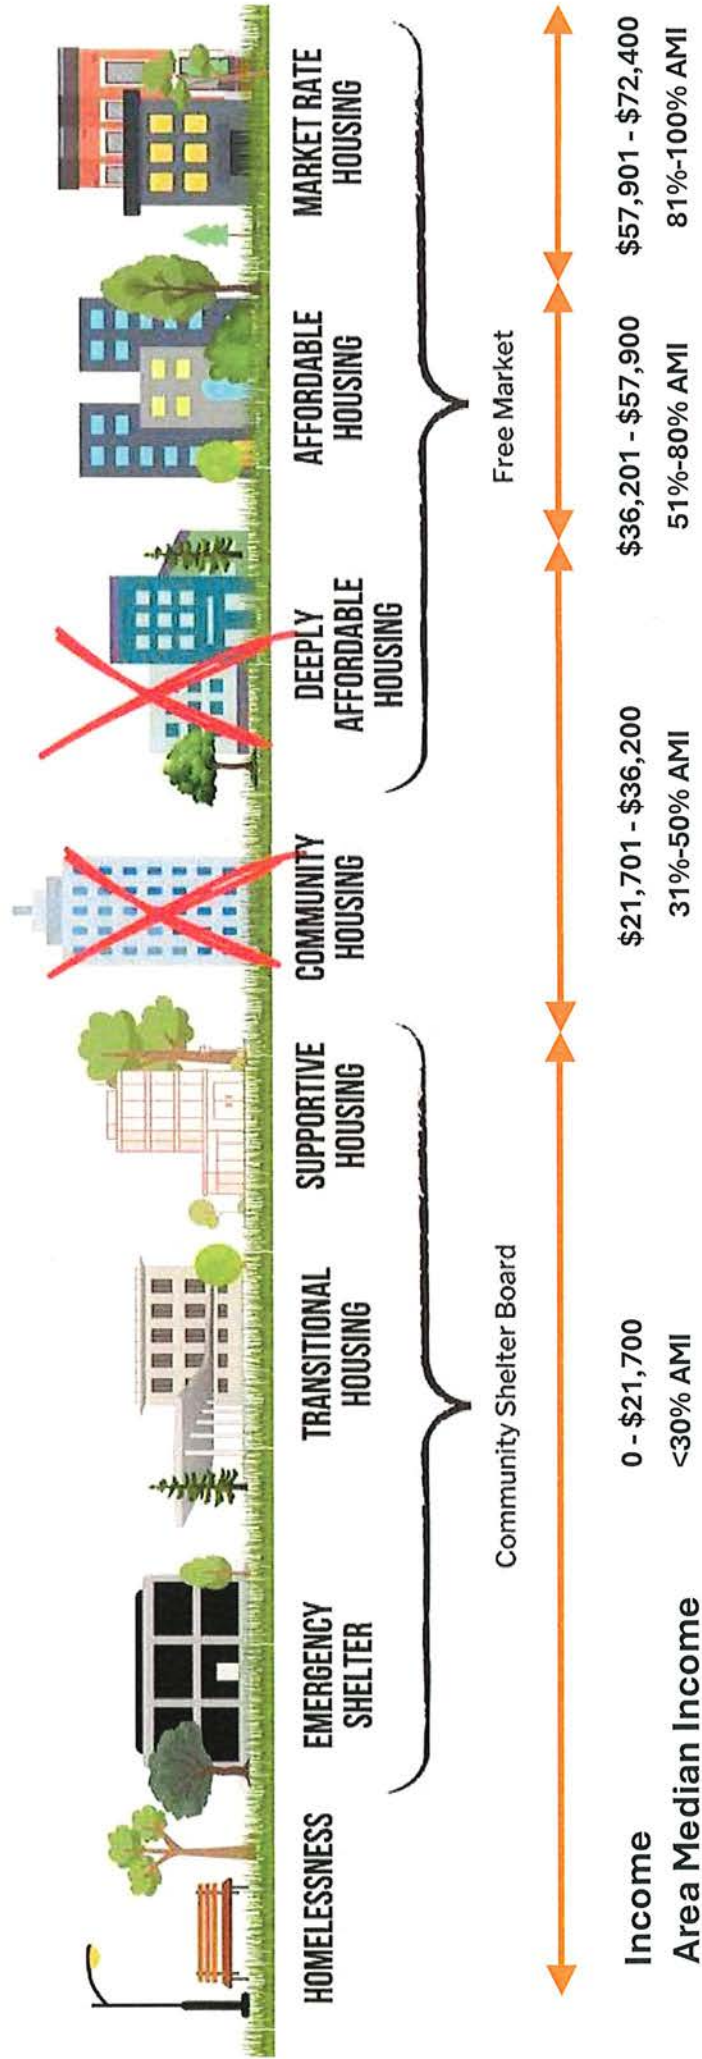 HOMELESSNESS
EMERGENCY
SHELTER
TRANSITIONAL
HOUSING
SUPPORTIVE
HOUSING
COMMUNITY
HOUSING
DEEPLY
AFFORDABLE
HOUSING
AFFORDABLE
HOUSING
MARKET RATE
HOUSING
Community Shelter Board
Free Market
Income
0 - $21,700
$21,701 - $36,200
$36,201 - $57,900
$57,901 - $72,400
Area Median Income
<30% AMI
31%-50% AMI
51%-80% AMI
81%-100% AMI